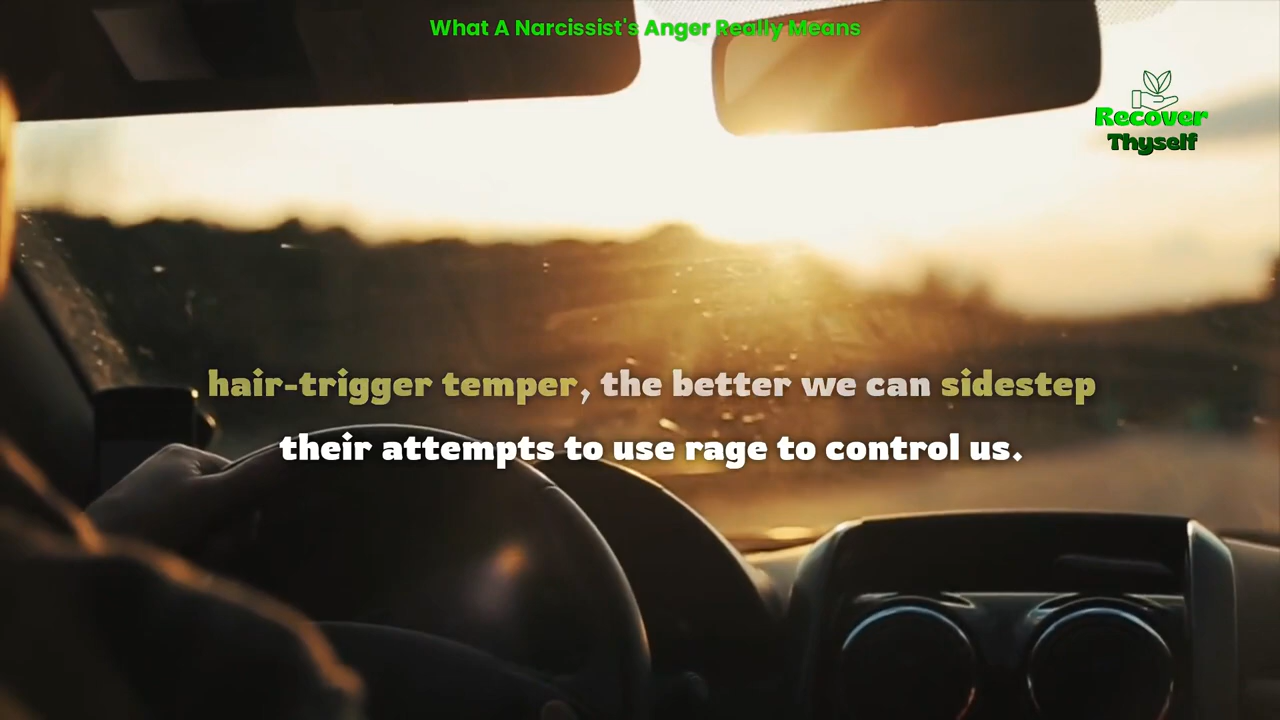 What A Narcissist's Anger Really Means
Recover
Thyself
hair-trigger temper, the better we can sidestep
their attempts to use rage to control us.